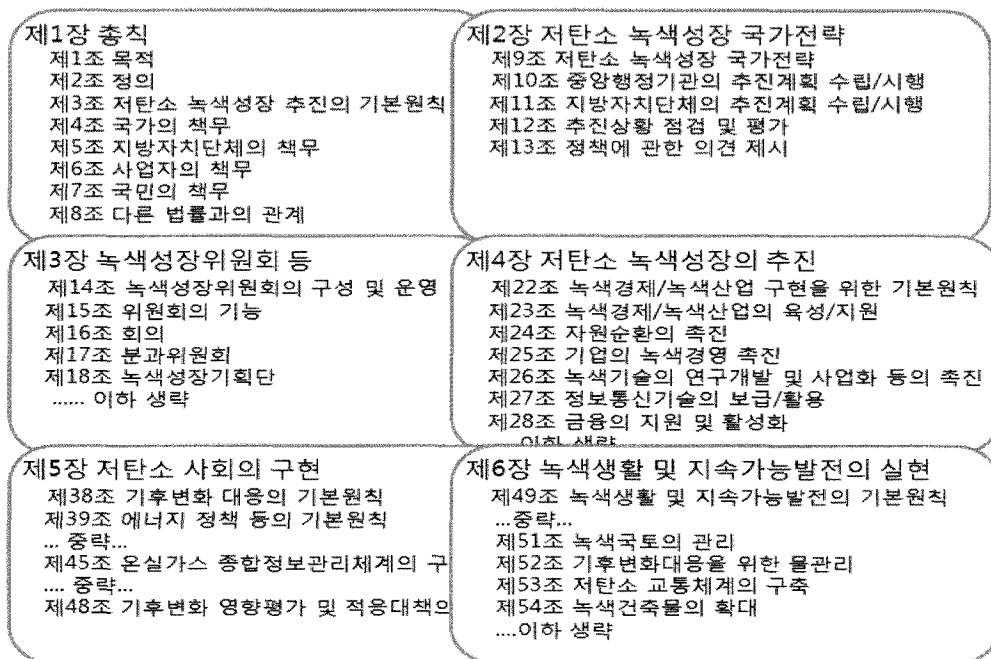 제1장 총칙
제1조 목적
제2조 정의
제3조 저탄소 녹색성장 추진의 기본원칙
제4조 국가의 책무
제5조 지방자치단체의 책무
제6조 사업자의 책무
제7조 국민의 책무
제8조 다른 법률과의 관계
제2장 저탄소 녹색성장 국가전략
제9조 저탄소 녹색성장 국가전략
제10조 중앙행정기관의 추진계획 수립/시행
제11조 지방자치단체의 추진계획 수립/시행
제12조 추진상황 점검 및 평가
제13조 정책에 관한 의견 제시
제3장 녹색성장위원회 등
제14조 녹색성장위원회의 구성 및 운영
제15조 위원회의 기능
제16조 회의
제17조 분과위원회
제18조 녹색성장기획단
...... 이하 생략
제4장 저탄소 녹색성장의 추진
제22조 녹색경제/녹색산업 구현을 위한 기본원칙
제23조 녹색경제/녹색산업의 육성/지원
제24조 자원순환의 촉진
제25조 기업의 녹색경영 촉진
제26조 녹색기술의 연구개발 및 사업화 등의 촉진
제27조 정보통신기술의 보급/활용
제28조 금융의 지원 및 활성화
이하 생략
제5장 저탄소 사회의 구현
제38조 기후변화 대응의 기본원칙
제39조 에너지 정책 등의 기본원칙
... 중략...
제45조 온실가스 종합정보관리체계의 구
.... 중략...
제48조 기후변화 영향평가 및 적응대책의
제6장 녹색생활 및 지속가능발전의 실현
제49조 녹색생활 및 지속가능발전의 기본원칙
...중략...
제51조 녹색국토의 관리
제52조 기후변화대응을 위한 물관리
제53조 저탄소 교통체계의 구축
제54조 녹색건축물의 확대
....이하 생략